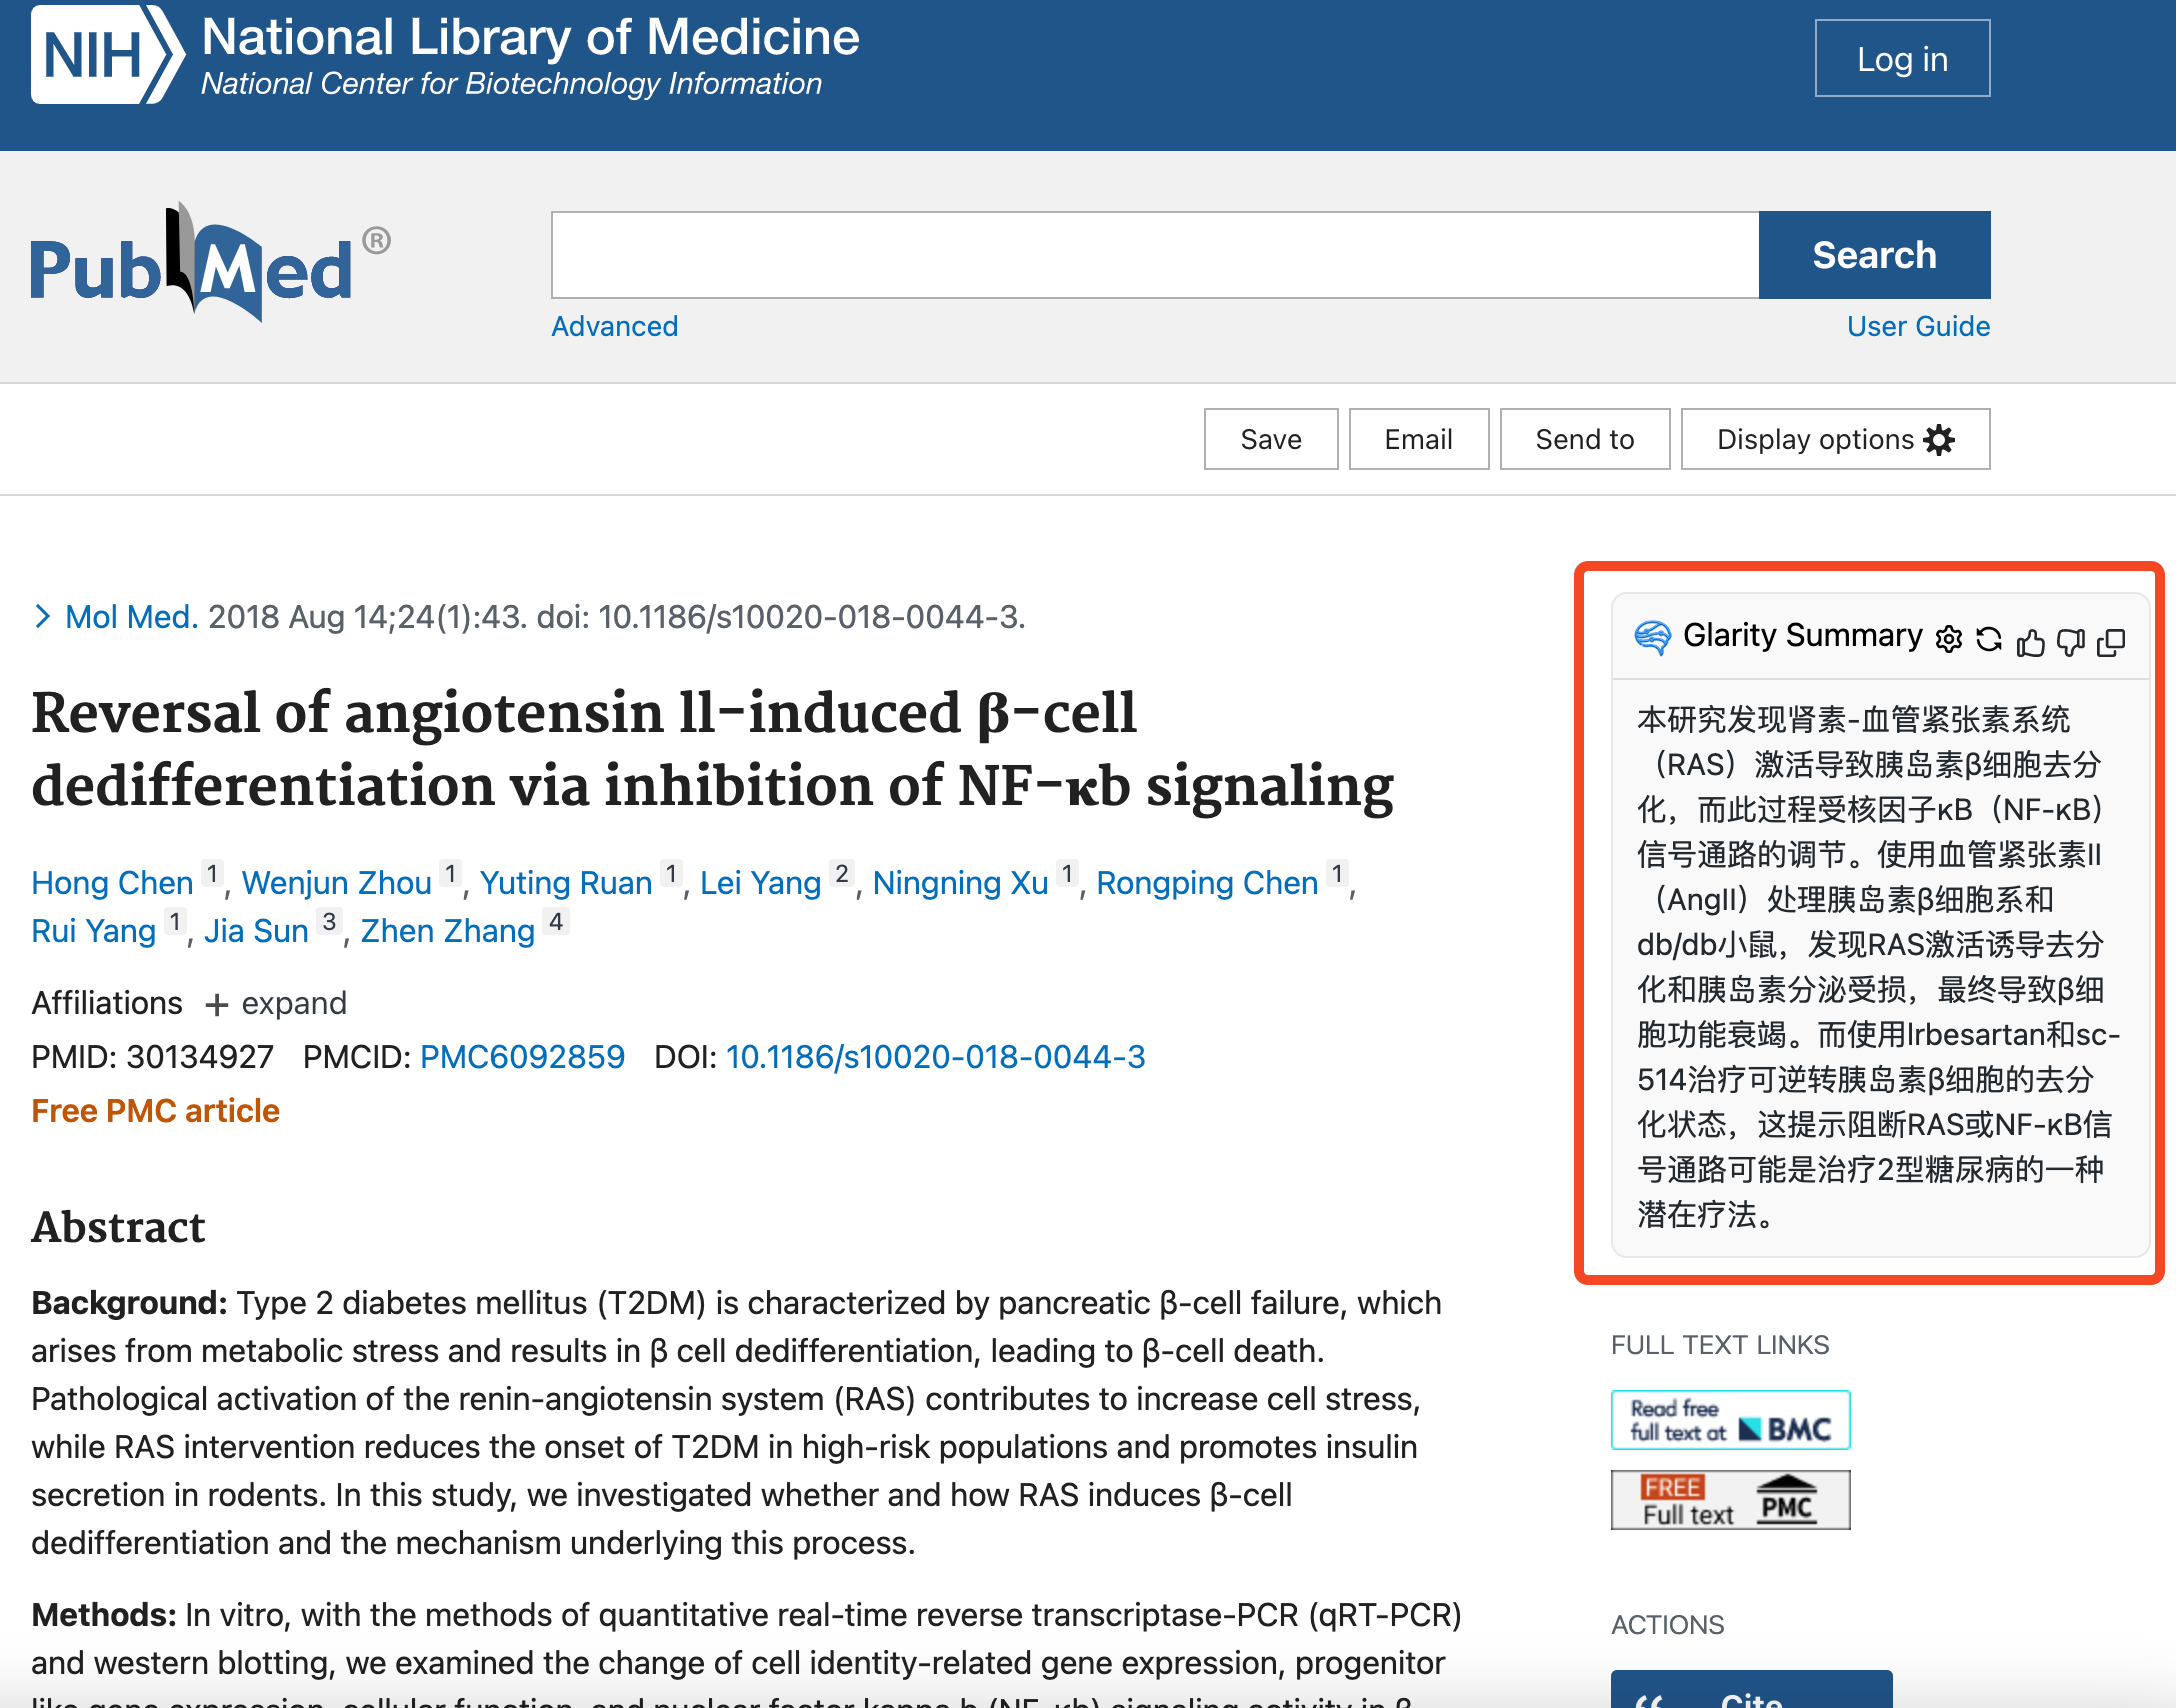 NIH National Library of Medicine
National Center for Biotechnology Information
Log in
PubMed®
Search
Advanced
User Guide
Save
Email
Send to
Display options
Mol Med. 2018 Aug 14;24(1):43. doi: 10.1186/s10020-018-0044-3.
Reversal of angiotensin ll-induced β-cell
dedifferentiation via inhibition of NF-κb signaling
Hong Chen 1, Wenjun Zhou 1, Yuting Ruan 1, Lei Yang 2, Ningning Xu 1, Rongping Chen 1,
Rui Yang 1, Jia Sun 3, Zhen Zhang 4
Affiliations + expand
PMID: 30134927 PMCID: PMC6092859 DOI: 10.1186/s10020-018-0044-3
Free PMC article
Abstract
Background: Type 2 diabetes mellitus (T2DM) is characterized by pancreatic β-cell failure, which
arises from metabolic stress and results in β cell dedifferentiation, leading to β-cell death.
Pathological activation of the renin-angiotensin system (RAS) contributes to increase cell stress,
while RAS intervention reduces the onset of T2DM in high-risk populations and promotes insulin
secretion in rodents. In this study, we investigated whether and how RAS induces β-cell
dedifferentiation and the mechanism underlying this process.
Methods: In vitro, with the methods of quantitative real-time reverse transcriptase-PCR (qRT-PCR)
and western blotting, we examined the change of cell identity-related gene expression, progenitor
like gene expression, cellular function, and nuclear factor kappa b (NF-κb) signaling activity in β
Glarity Summary
本研究发现肾素-血管紧张素系统
（RAS）激活导致胰岛素β细胞去分
化，而此过程受核因子κB（NF-κB）
信号通路的调节。使用血管紧张素II
（AngII）处理胰岛素β细胞系和
db/db小鼠，发现RAS激活诱导去分
化和胰岛素分泌受损，最终导致β细
胞功能衰竭。而使用Irbesartan和sc-
514治疗可逆转胰岛素β细胞的去分
化状态，这提示阻断RAS或NF-κB信
号通路可能是治疗2型糖尿病的一种
潜在疗法。
FULL TEXT LINKS
Read free
full text at BMC
FREE
Full text PMC
ACTIONS
Cite